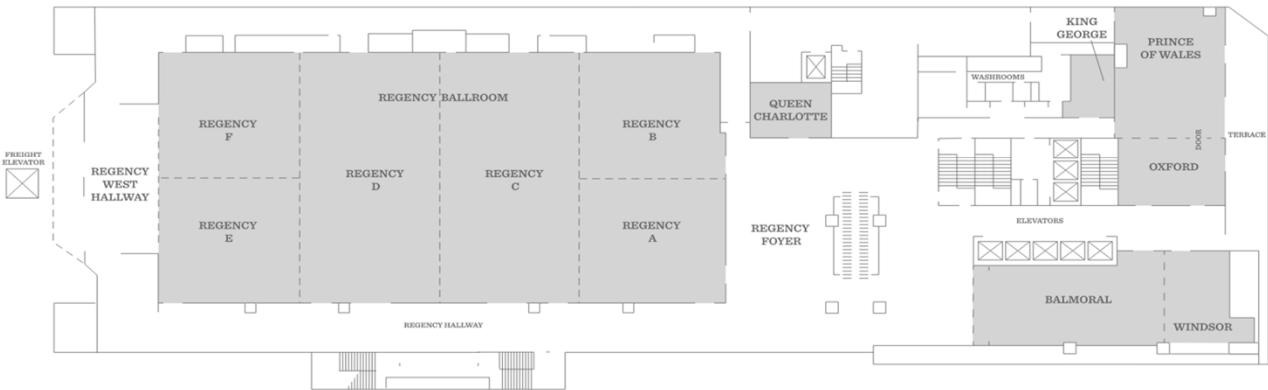 KING
GEORGE
PRINCE
OF WALES
WASHROOMS
REGENCY BALLROOM
QUEEN
CHARLOTTE
REGENCY
F
REGENCY
B
DOOR
TERRACE
FREIGHT
ELEVATOR
REGENCY
WEST
HALLWAY
REGENCY
D
REGENCY
C
OXFORD
REGENCY
E
REGENCY
A
REGENCY
FOYER
ELEVATORS
BALMORAL
WINDSOR
REGENCY HALLWAY